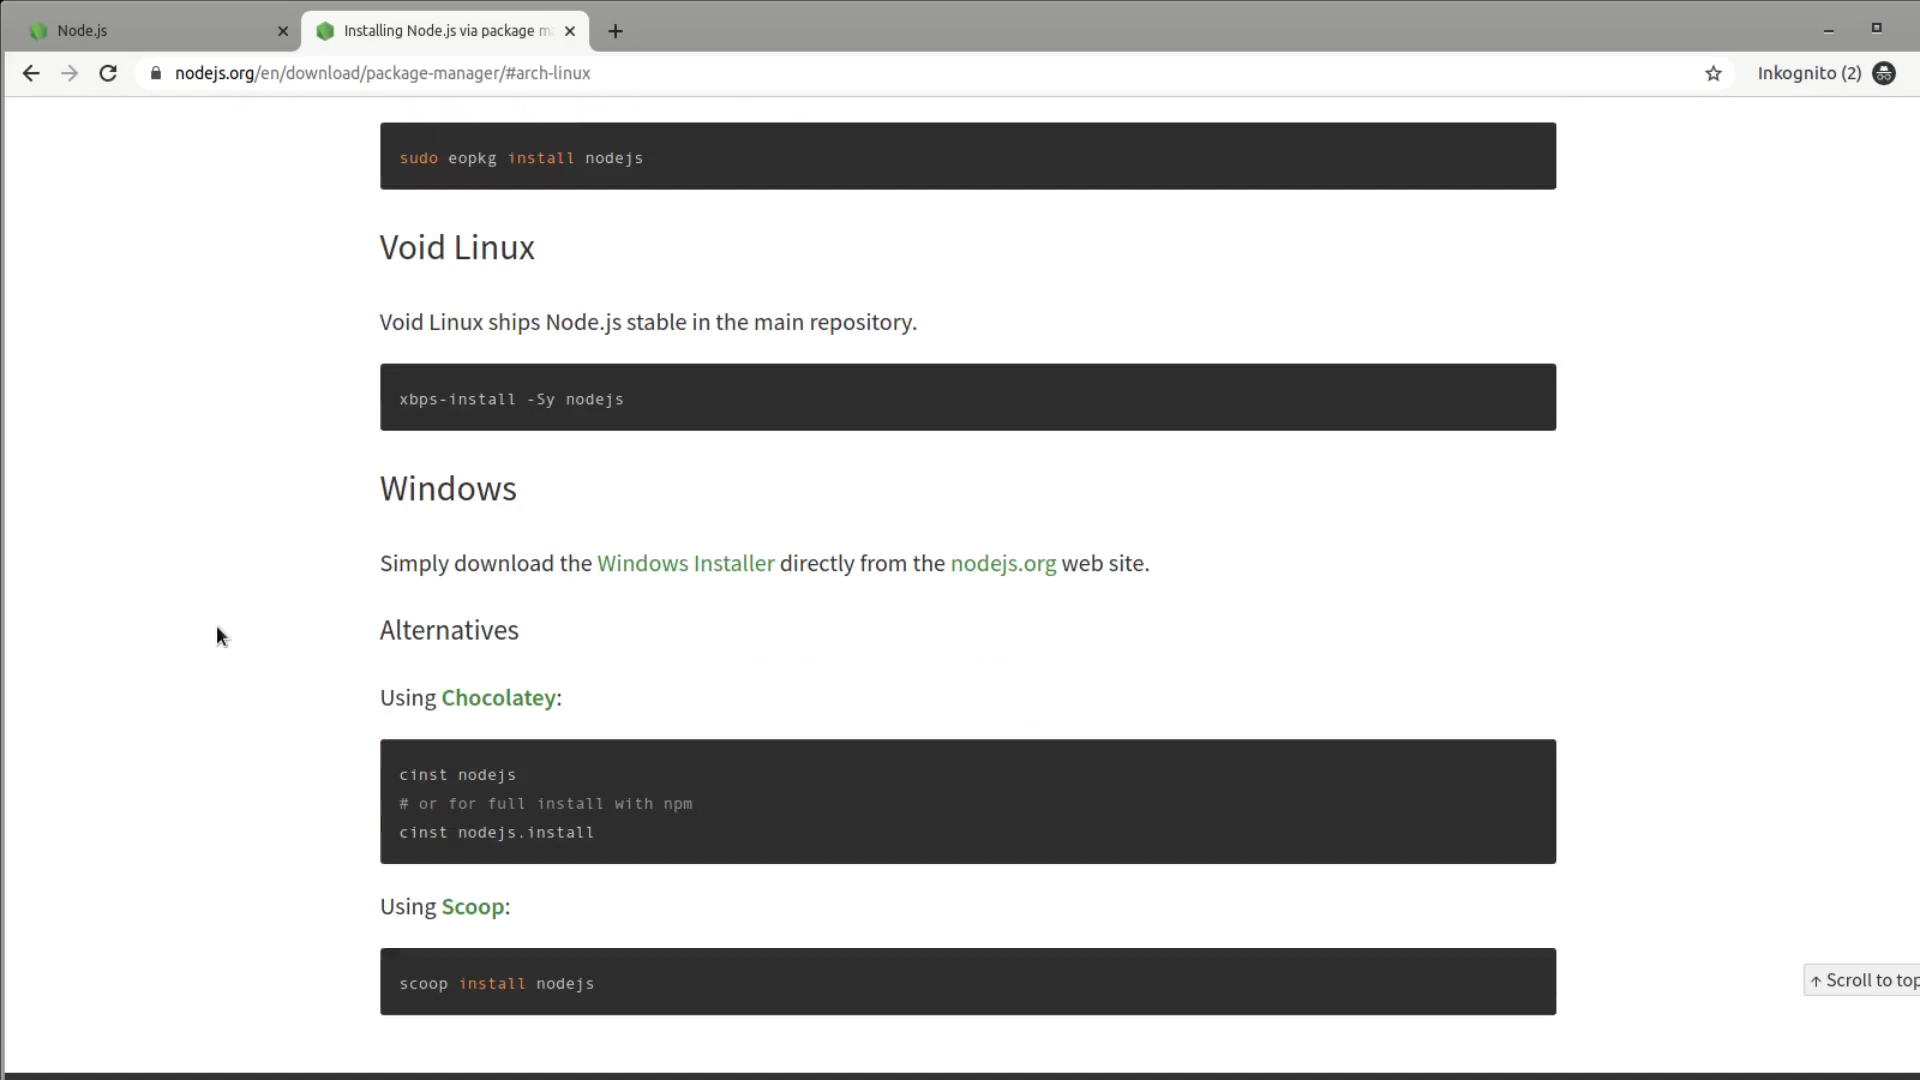 Node.js
Installing Node.js via package m
nodejs.org/en/download/package-manager/#arch-linux
Inkognito (2)
sudo eopkg install nodejs
Void Linux
Void Linux ships Node.js stable in the main repository.
xbps-install -Sy nodejs
Windows
Simply download the Windows Installer directly from the nodejs.org web site.
Alternatives
Using Chocolatey:
cinst nodejs
# or for full install with npm
cinst nodejs.install
Using Scoop:
scoop install nodejs
↑ Scroll to top